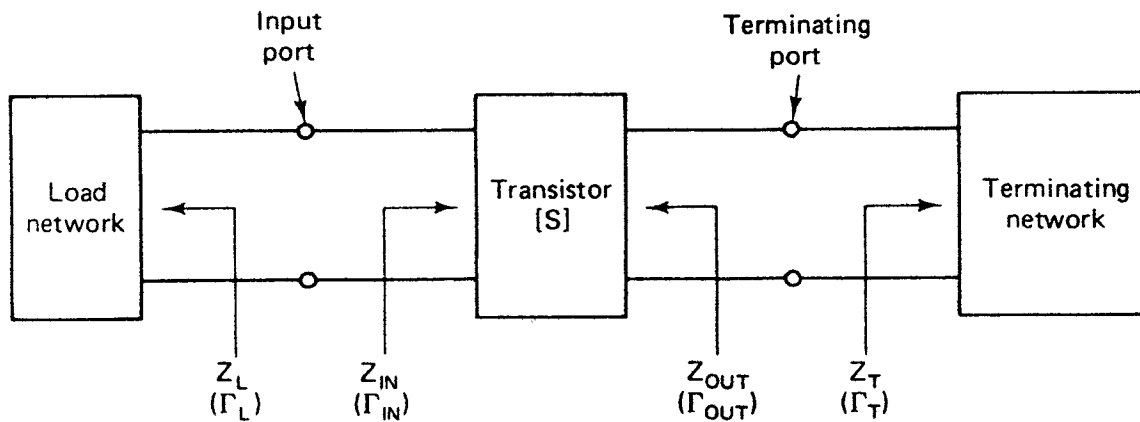 Input
port
Terminating
port
Load
network
Transistor
[S]
Terminating
network
Z_L
(Γ_L)
Z_IN
(Γ_IN)
Z_OUT
(Γ_OUT)
Z_T
(Γ_T)